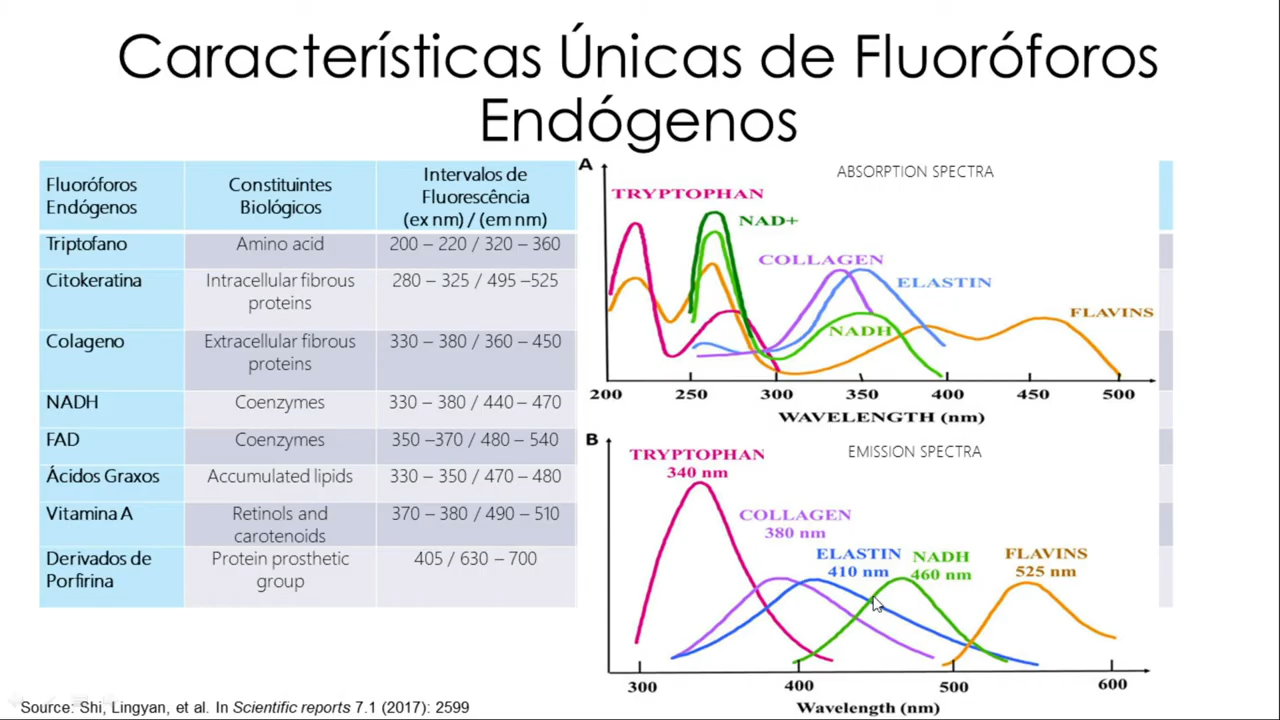 Características Únicas de Fluoróforos
Endógenos
Fluoróforos
Endógenos
Constituintes
Biológicos
Intervalos de
Fluorescência
(ex nm) / (em nm)
Triptofano
Amino acid
200 – 220 / 320 – 360
Citokeratina
Intracellular fibrous
proteins
280 – 325 / 495 –525
Colageno
Extracellular fibrous
proteins
330 – 380 / 360 – 450
NADH
Coenzymes
330 – 380 / 440 – 470
FAD
Coenzymes
350 –370 / 480 – 540
Ácidos Graxos
Accumulated lipids
330 – 350 / 470 – 480
Vitamina A
Retinols and
carotenoids
370 – 380 / 490 – 510
Derivados de
Porfirina
Protein prosthetic
group
405 / 630 – 700
A
ABSORPTION SPECTRA
TRYPTOPHAN
NAD+
COLLAGEN
ELASTIN
NADH
FLAVINS
200 250 300 350 400 450 500
WAVELENGTH (nm)
B
EMISSION SPECTRA
TRYPTOPHAN
340 nm
COLLAGEN
380 nm
ELASTIN
410 nm
NADH
460 nm
FLAVINS
525 nm
300 400 500 600
Wavelength (nm)
Source: Shi, Lingyan, et al. In Scientific reports 7.1 (2017): 2599